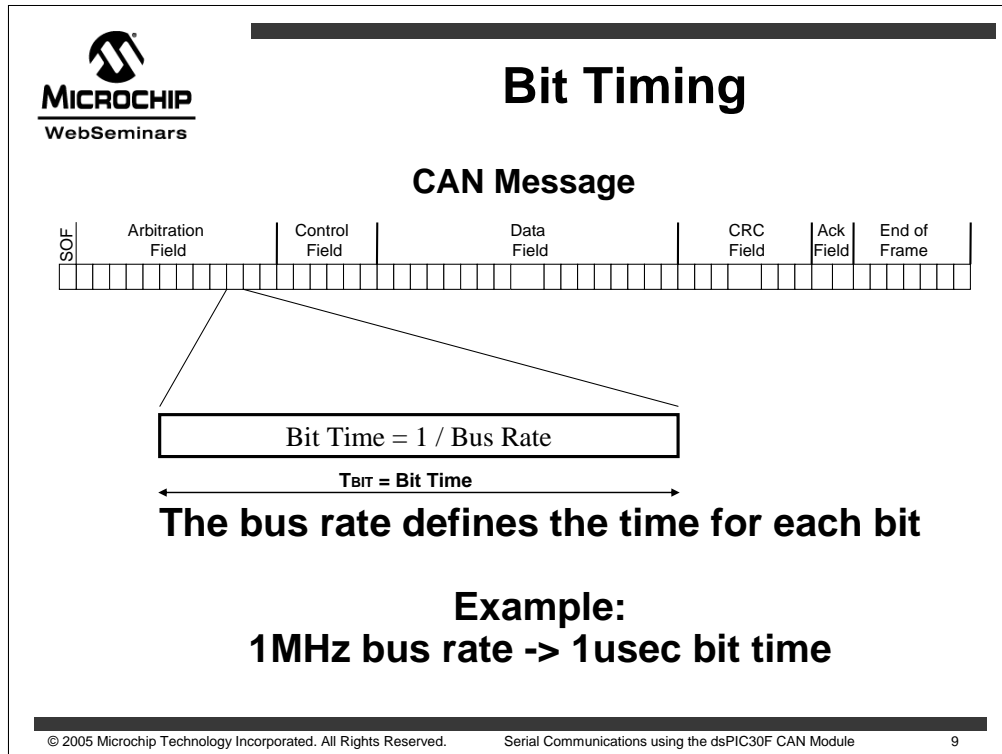 MICROCHIP
WebSeminars
Bit Timing
CAN Message
SOF
Arbitration
Field
Control
Field
Data
Field
CRC
Field
Ack
Field
End of
Frame
Bit Time = 1 / Bus Rate
TBIT = Bit Time
The bus rate defines the time for each bit
Example:
1MHz bus rate -> 1usec bit time
© 2005 Microchip Technology Incorporated. All Rights Reserved. Serial Communications using the dsPIC30F CAN Module 9